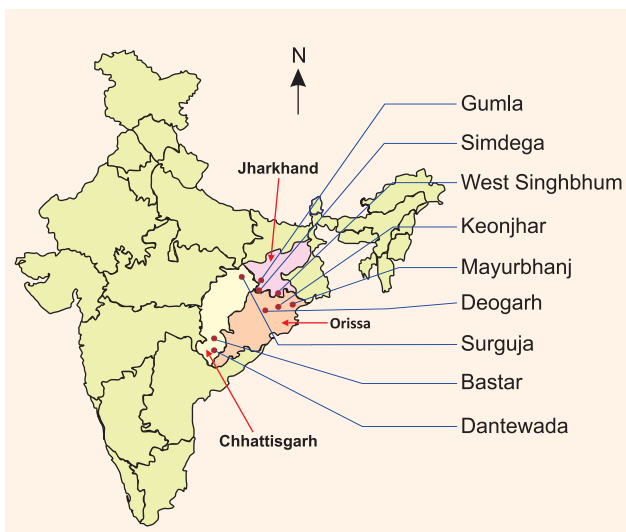 N
Gumla
Simdega
Jharkhand
West Singhbhum
Keonjhar
Mayurbhanj
Deogarh
Orissa
Surguja
Bastar
Dantewada
Chhattisgarh